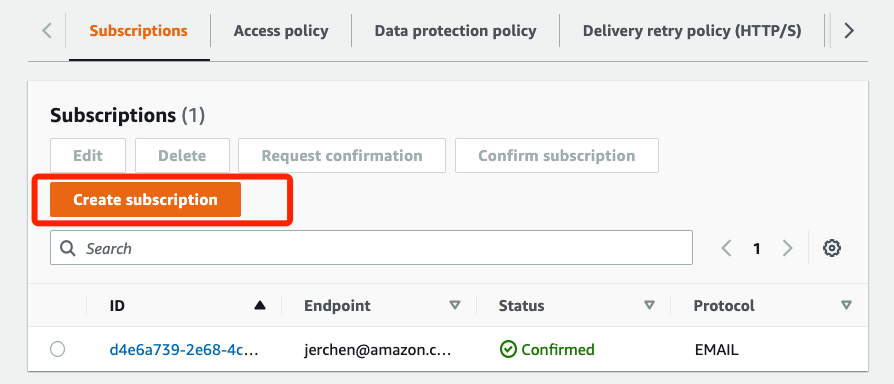 Subscriptions Access policy Data protection policy Delivery retry policy (HTTP/S)
Subscriptions (1)
Edit Delete Request confirmation Confirm subscription
Create subscription
Search 1
ID Endpoint Status Protocol
d4e6a739-2e68-4c... jerchen@amazon.c... Confirmed EMAIL